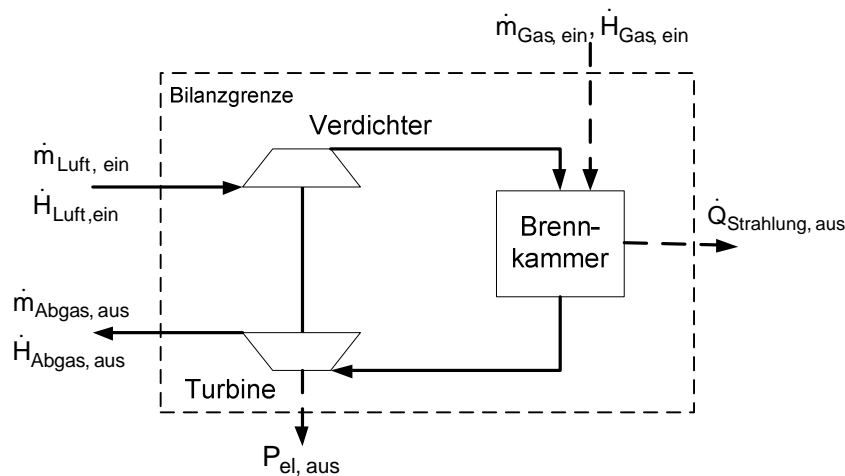 ṁGas, ein, ḢGas, ein
Bilanzgrenze
Verdichter
ṁLuft, ein
ḢLuft,ein
Brenn-
kammer
Q̇Strahlung, aus
ṁAbgas, aus
ḢAbgas, aus
Turbine
Pel, aus